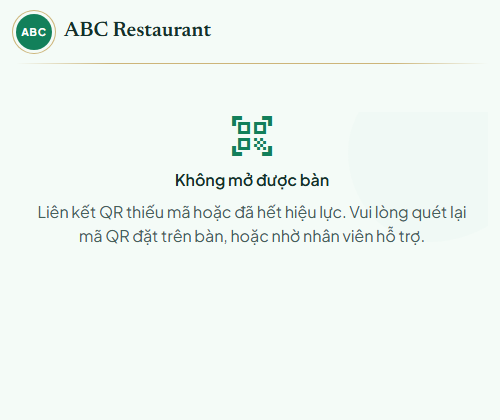 ABC
ABC Restaurant
Không mở được bàn
Liên kết QR thiếu mã hoặc đã hết hiệu lực. Vui lòng quét lại
mã QR đặt trên bàn, hoặc nhờ nhân viên hỗ trợ.